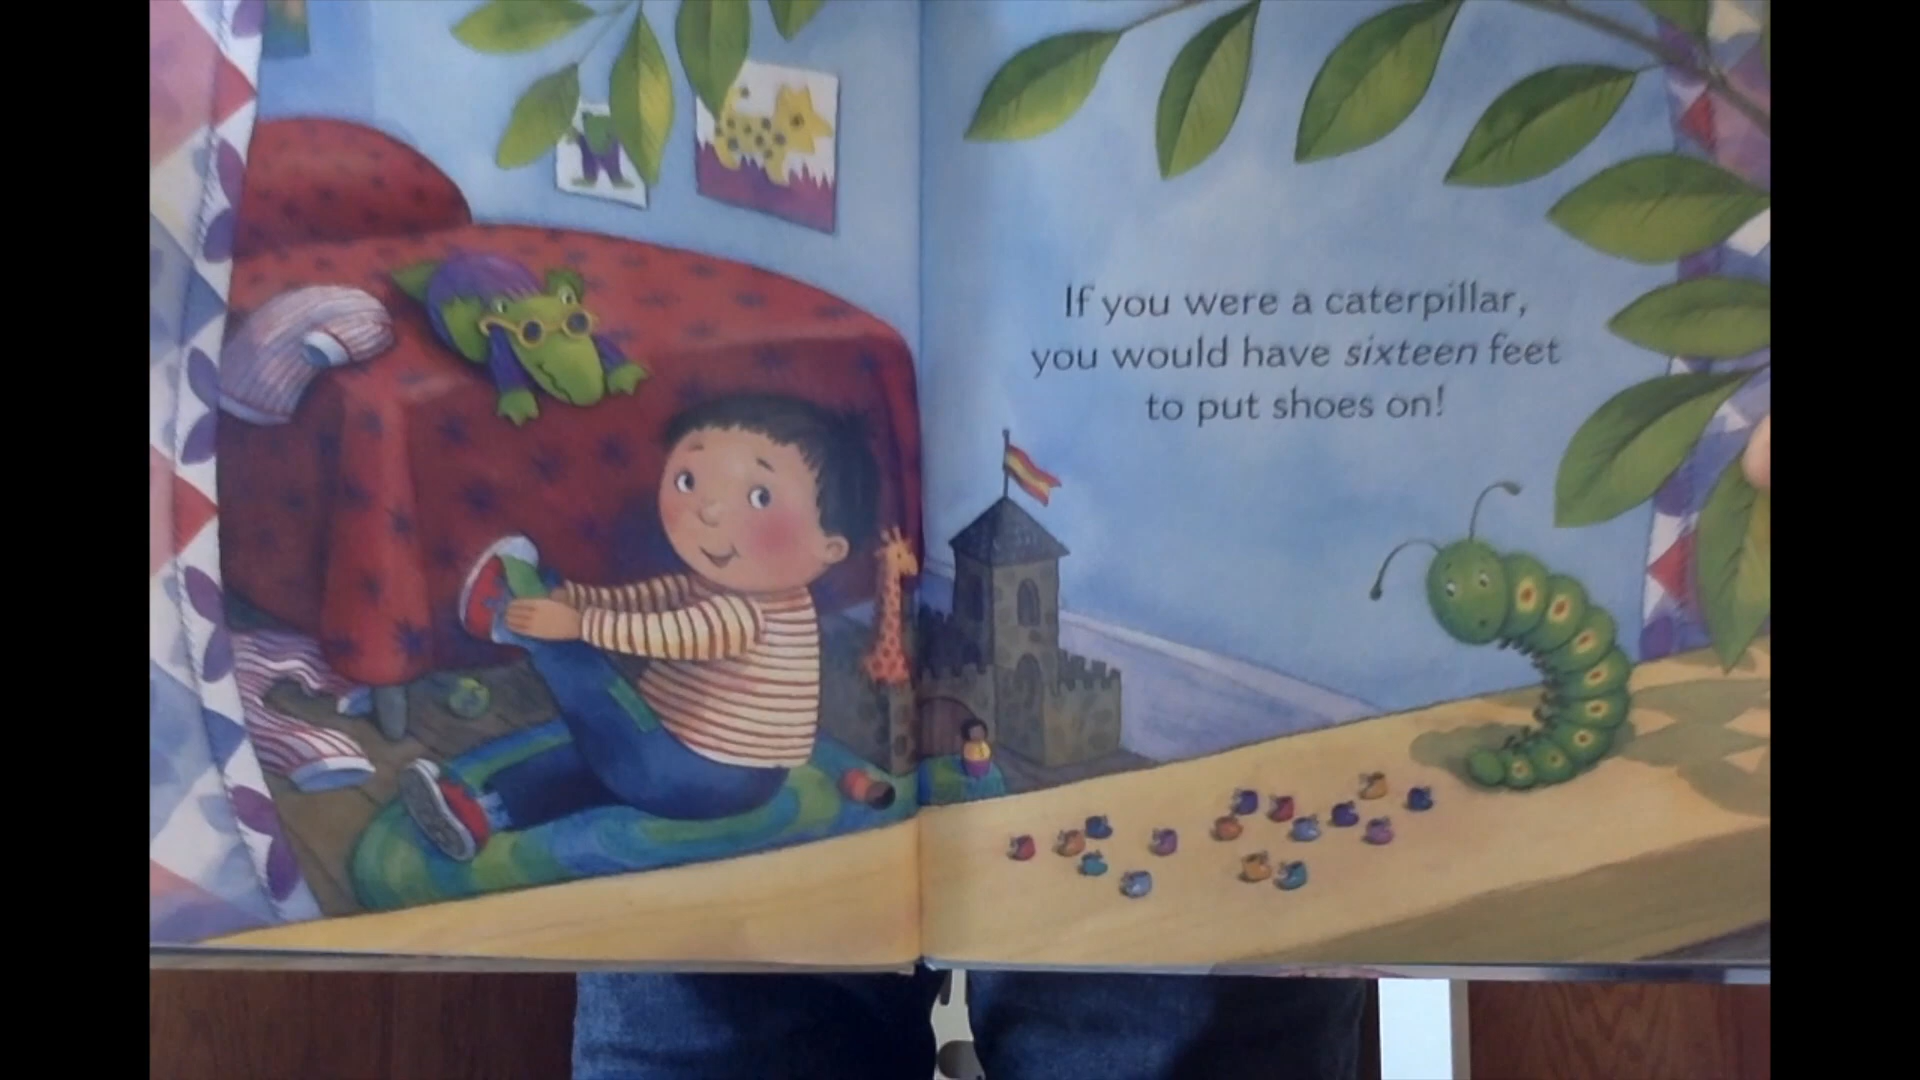 If you were a caterpillar,
you would have sixteen feet
to put shoes on!